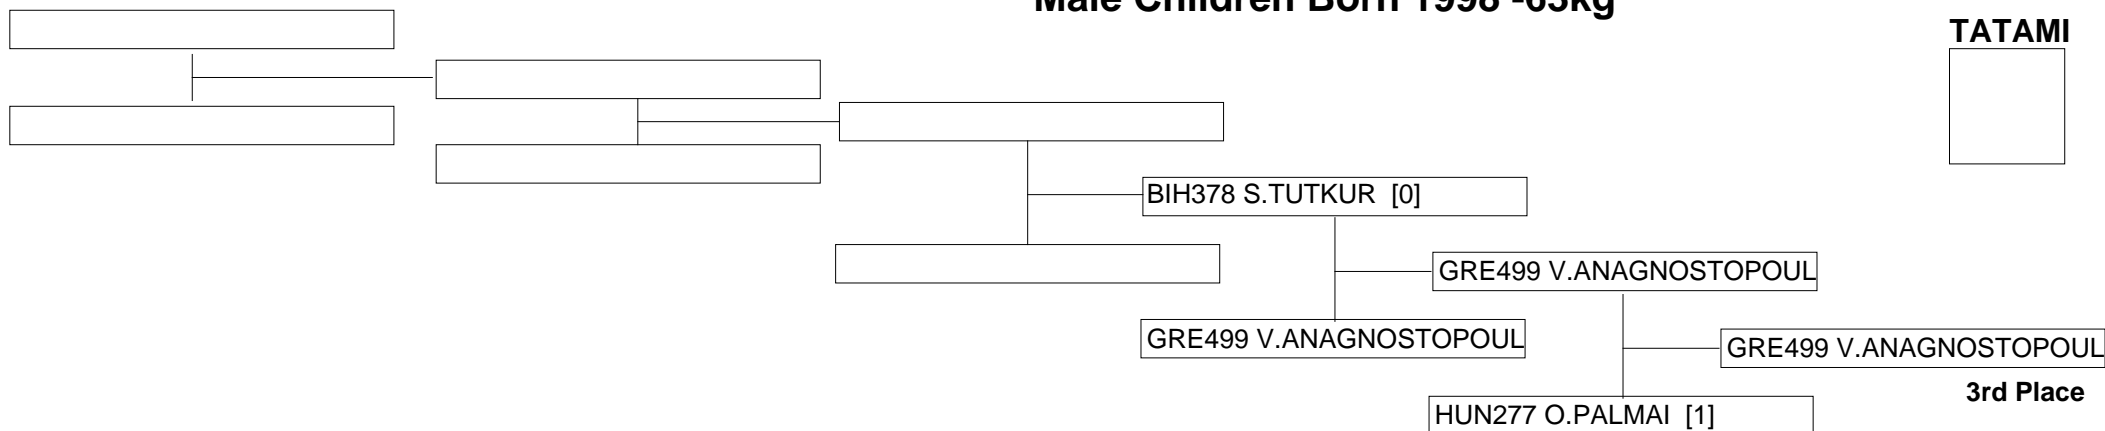 Male Children Born 1998 -63kg
TATAMI
BIH378 S.TUTKUR [0]
GRE499 V.ANAGNOSTOPOUL
GRE499 V.ANAGNOSTOPOUL
GRE499 V.ANAGNOSTOPOUL
3rd Place
HUN277 O.PALMAI [1]